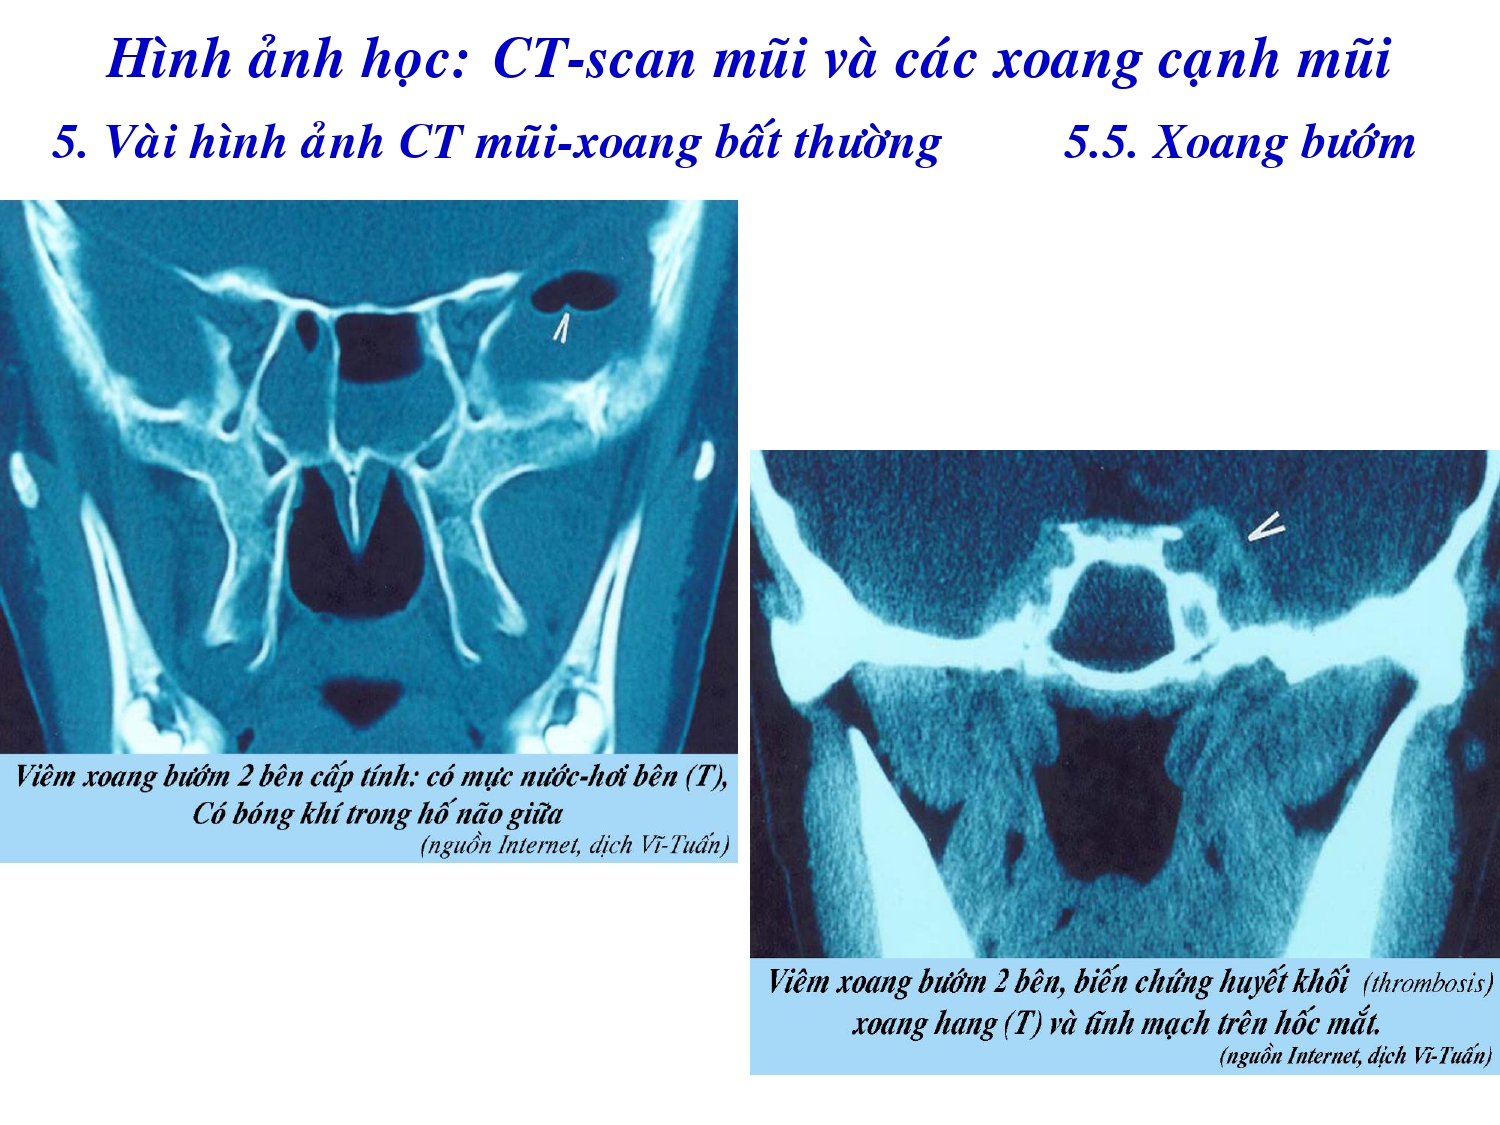 Hình ảnh học: CT-scan mũi và các xoang cạnh mũi
5. Vài hình ảnh CT mũi-xoang bất thường 5.5. Xoang bướm
Viêm xoang bướm 2 bên cấp tính: có mực nước-hơi bên (T),
Có bóng khí trong hố não giữa
(nguồn Internet, dịch Vĩ-Tuấn)
Viêm xoang bướm 2 bên, biến chứng huyết khối (thrombosis)
xoang hang (T) và tĩnh mạch trên hốc mắt.
(nguồn Internet, dịch Vĩ-Tuấn)